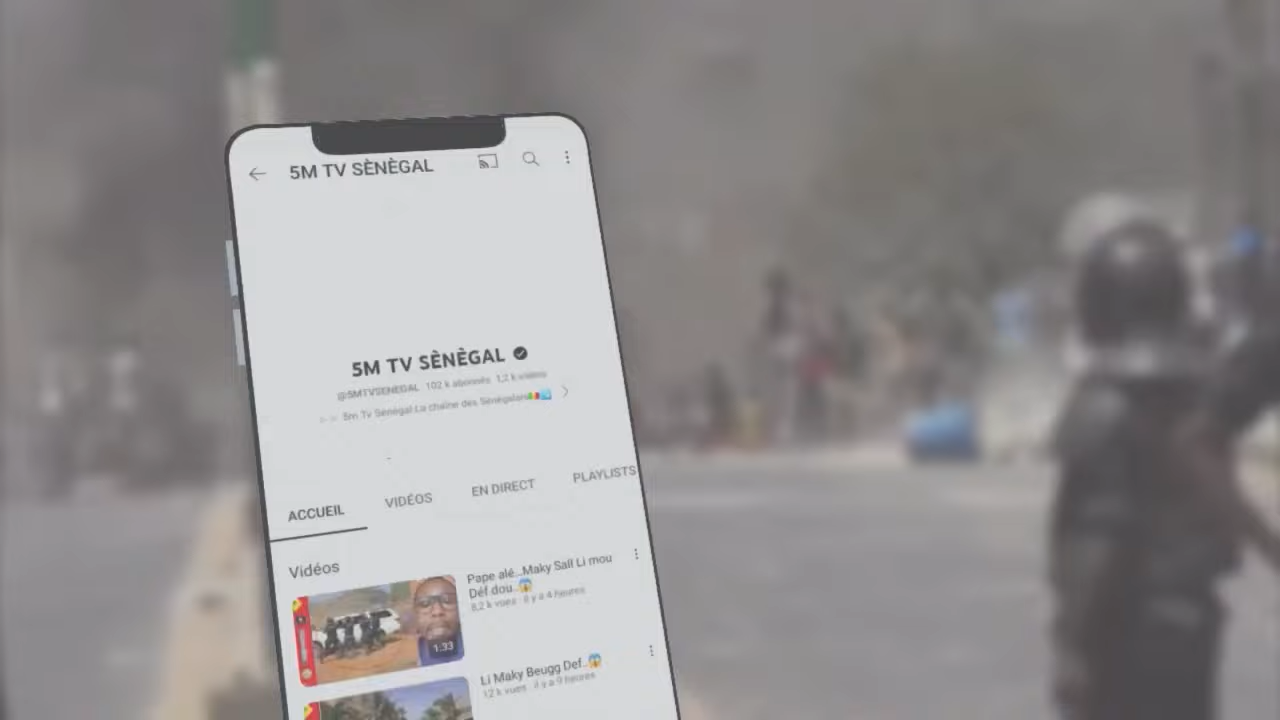 5M TV SÈNÈGAL
5M TV SÈNÈGAL
@5MTVSENEGAL 102 k abonnés 1,2 k vidéos
5m Tv Sénégal La chaîne des Sénégalais
ACCUEIL
VIDÉOS
EN DIRECT
PLAYLISTS
Vidéos
Pape alé...Maky Sall Li mou
Déf dou..😱
8,2 k vues · il y a 4 heures
1:33
Li Maky Beugg Def..😱
12 k vues · il y a 9 heures